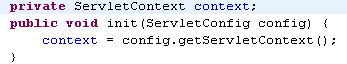 private ServletContext context;
public void init(ServletConfig config) {
    context = config.getServletContext();
}